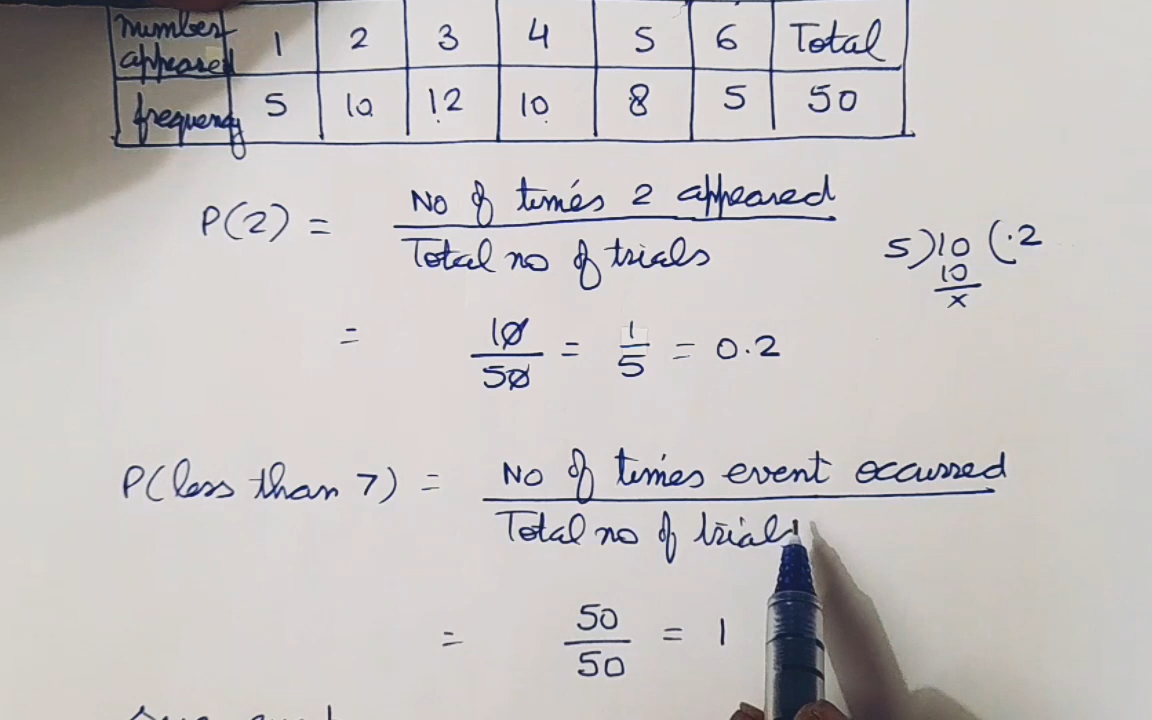 number appeared 1 2 3 4 5 6 Total
frequency 5 10 12 10 8 5 50
P(2) = No of times 2 appeared / Total no of trials
5)10(.2
10
x
= 10/50 = 1/5 = 0.2
P(less than 7) = No of times event occurred / Total no of trials
= 50/50 = 1